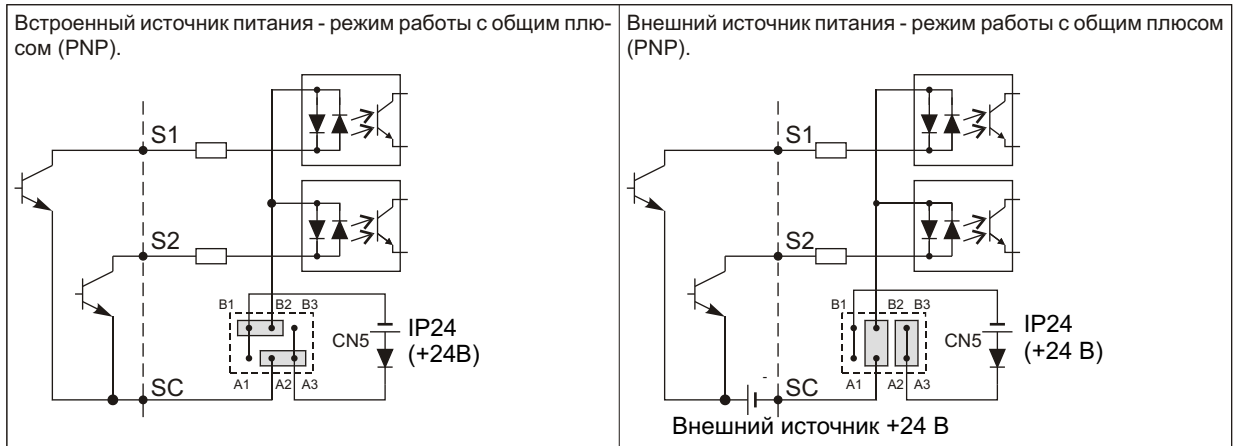 Встроенный источник питания - режим работы с общим плю-
сом (PNP).
S1
S2
B1
B2
B3
CN5
IP24
(+24В)
A1
A2
A3
SC
Внешний источник питания - режим работы с общим плюсом
(PNP).
S1
S2
B1
B2
B3
CN5
IP24
(+24 В)
A1
A2
A3
-
SC
Внешний источник +24 В